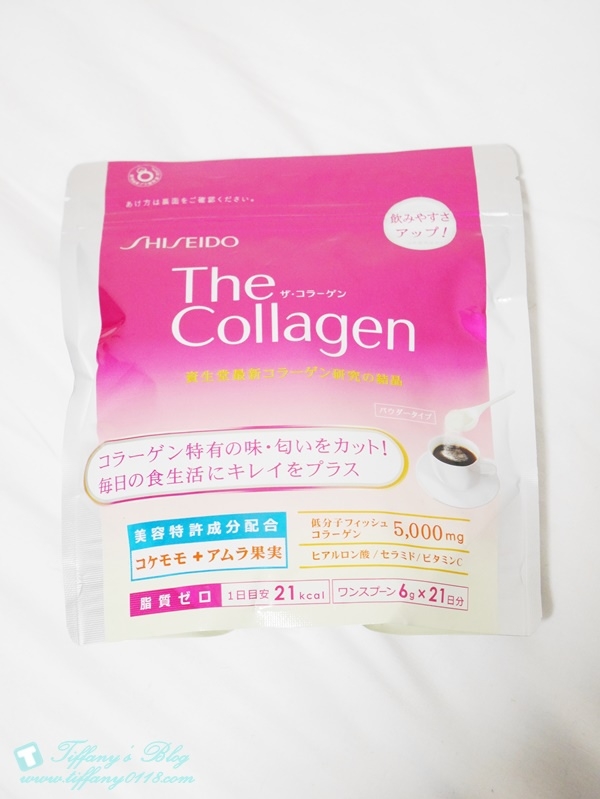 あけ方は裏面をご確認ください。
SHISEIDO
飲みやすさ
アップ!
The
ザ・コラーゲン
Collagen
資生堂最新コラーゲン研究の結晶
パウダータイプ
コラーゲン特有の味・匂いをカット!
毎日の食生活にキレイをプラス
美容特許成分配合
コケモモ+アムラ果実
低分子フィッシュ
コラーゲン 5,000mg
ヒアルロン酸/セラミド/ビタミンC
脂質ゼロ 1日目安 21kcal ワンスプーン 6g×21日分
T Tiffany's Blog
www.tiffany0118.com